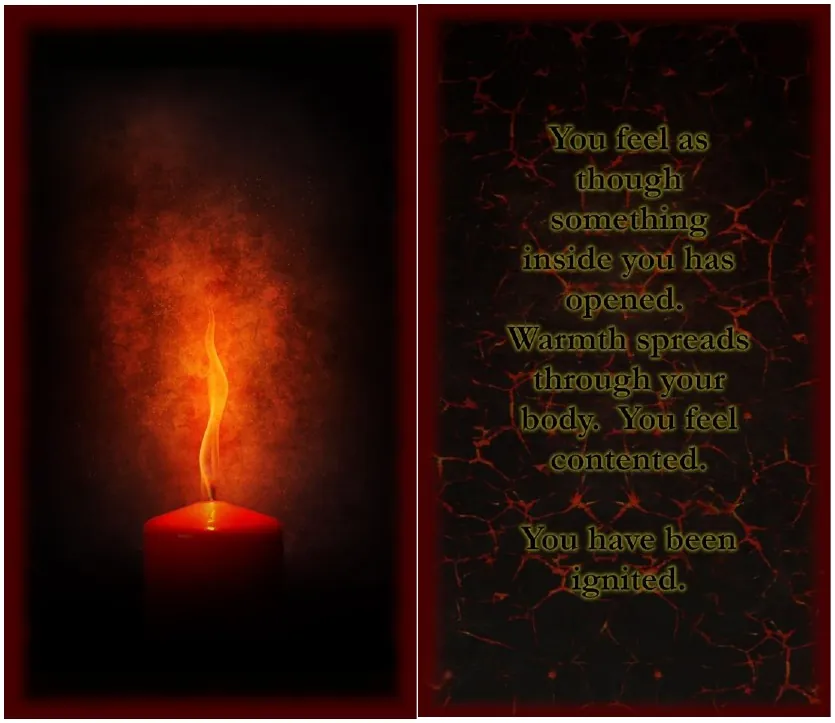 You feel as
though
something
inside you has
opened.
Warmth spreads
through your
body.  You feel
contented.
You have been
ignited.